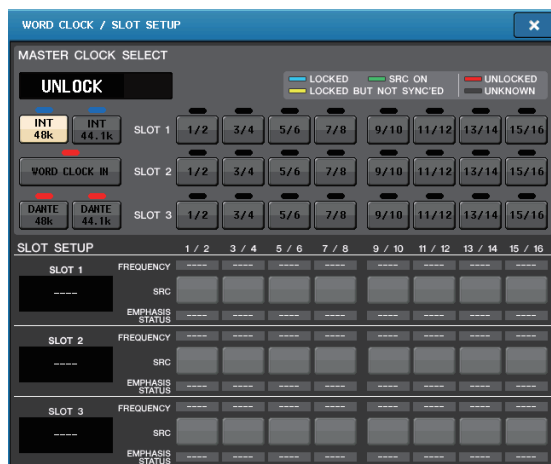 WORD CLOCK / SLOT SETUP ×
MASTER CLOCK SELECT
UNLOCK
LOCKED SRC ON UNLOCKED
LOCKED BUT NOT SYNC'ED UNKNOWN
INT 48k INT 44.1k SLOT 1 1/2 3/4 5/6 7/8 9/10 11/12 13/14 15/16
WORD CLOCK IN SLOT 2 1/2 3/4 5/6 7/8 9/10 11/12 13/14 15/16
DANTE 48k DANTE 44.1k SLOT 3 1/2 3/4 5/6 7/8 9/10 11/12 13/14 15/16
SLOT SETUP 1 / 2 3 / 4 5 / 6 7 / 8 9 / 10 11 / 12 13 / 14 15 / 16
SLOT 1 FREQUENCY ---- ---- ---- ---- ---- ---- ---- ----
---- SRC
EMPHASIS STATUS ---- ---- ---- ---- ---- ---- ---- ----
SLOT 2 FREQUENCY ---- ---- ---- ---- ---- ---- ---- ----
---- SRC
EMPHASIS STATUS ---- ---- ---- ---- ---- ---- ---- ----
SLOT 3 FREQUENCY ---- ---- ---- ---- ---- ---- ---- ----
---- SRC
EMPHASIS STATUS ---- ---- ---- ---- ---- ---- ---- ----